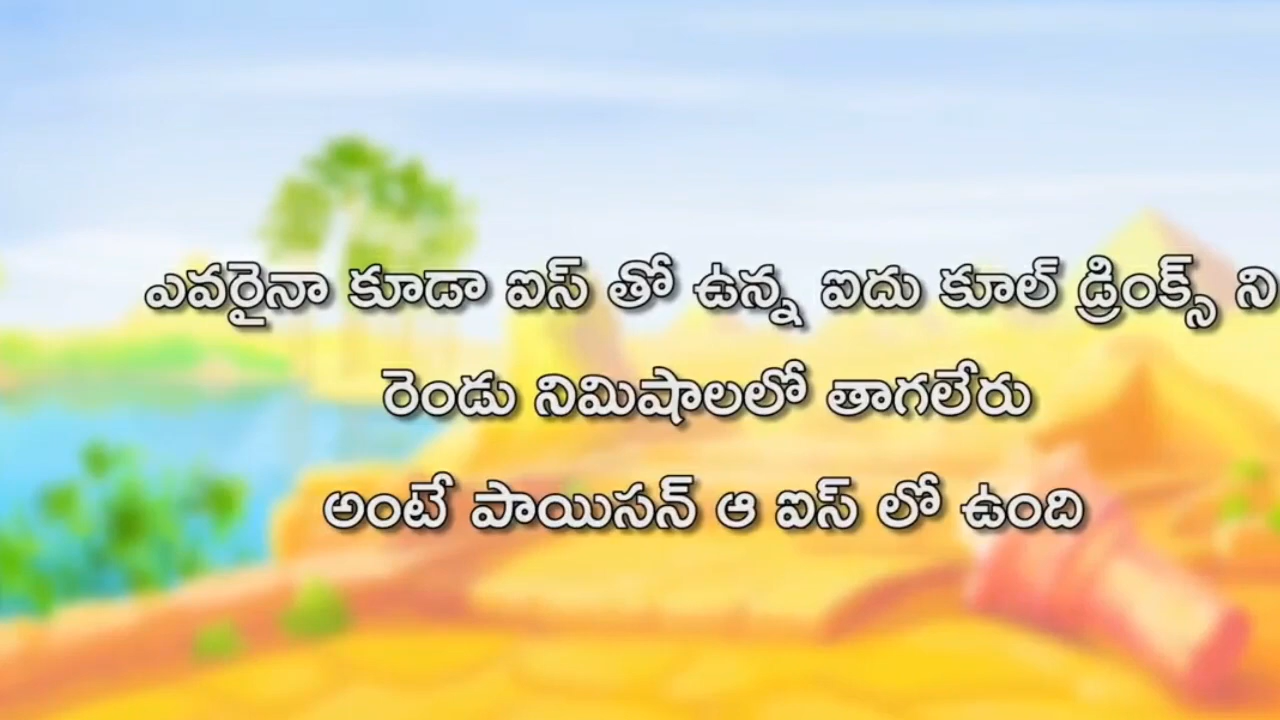 ఎవరైనా కూడా ఐస్ తో ఉన్న ఐదు కూల్ డ్రింక్స్ ని
రెండు నిమిషాలలో తాగలేరు
అంటే పాయిసన్ ఆ ఐస్ లో ఉంది